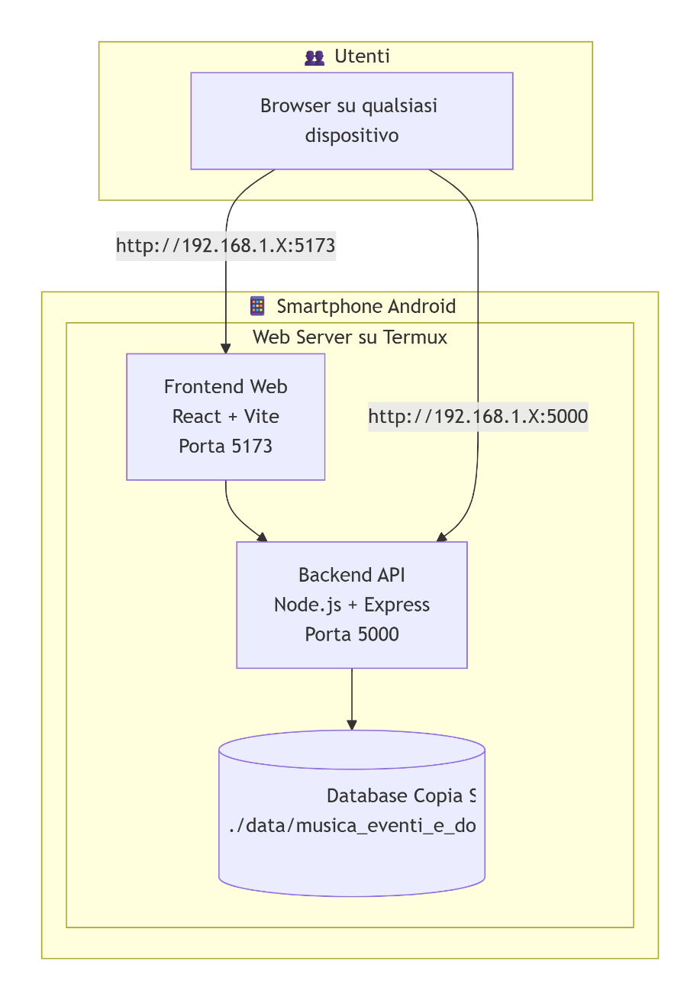 Utenti
Browser su qualsiasi
dispositivo
http://192.168.1.X:5173
Smartphone Android
Web Server su Termux
Frontend Web
React + Vite
Porta 5173
http://192.168.1.X:5000
Backend API
Node.js + Express
Porta 5000
Database Copia S
./data/musica_eventi_e_do